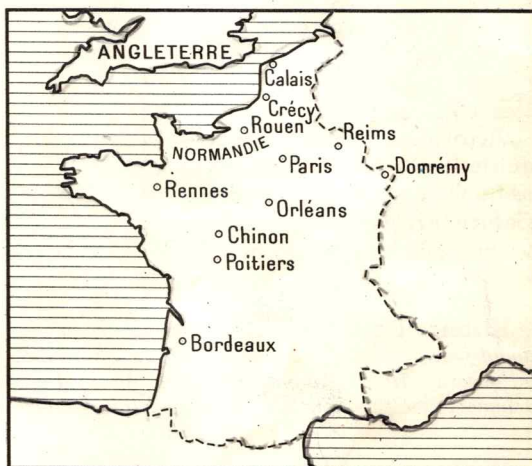 ANGLETERRE
Calais
Crécy
Rouen
NORMANDIE
Reims
Paris
Domrémy
Rennes
Orléans
Chinon
Poitiers
Bordeaux